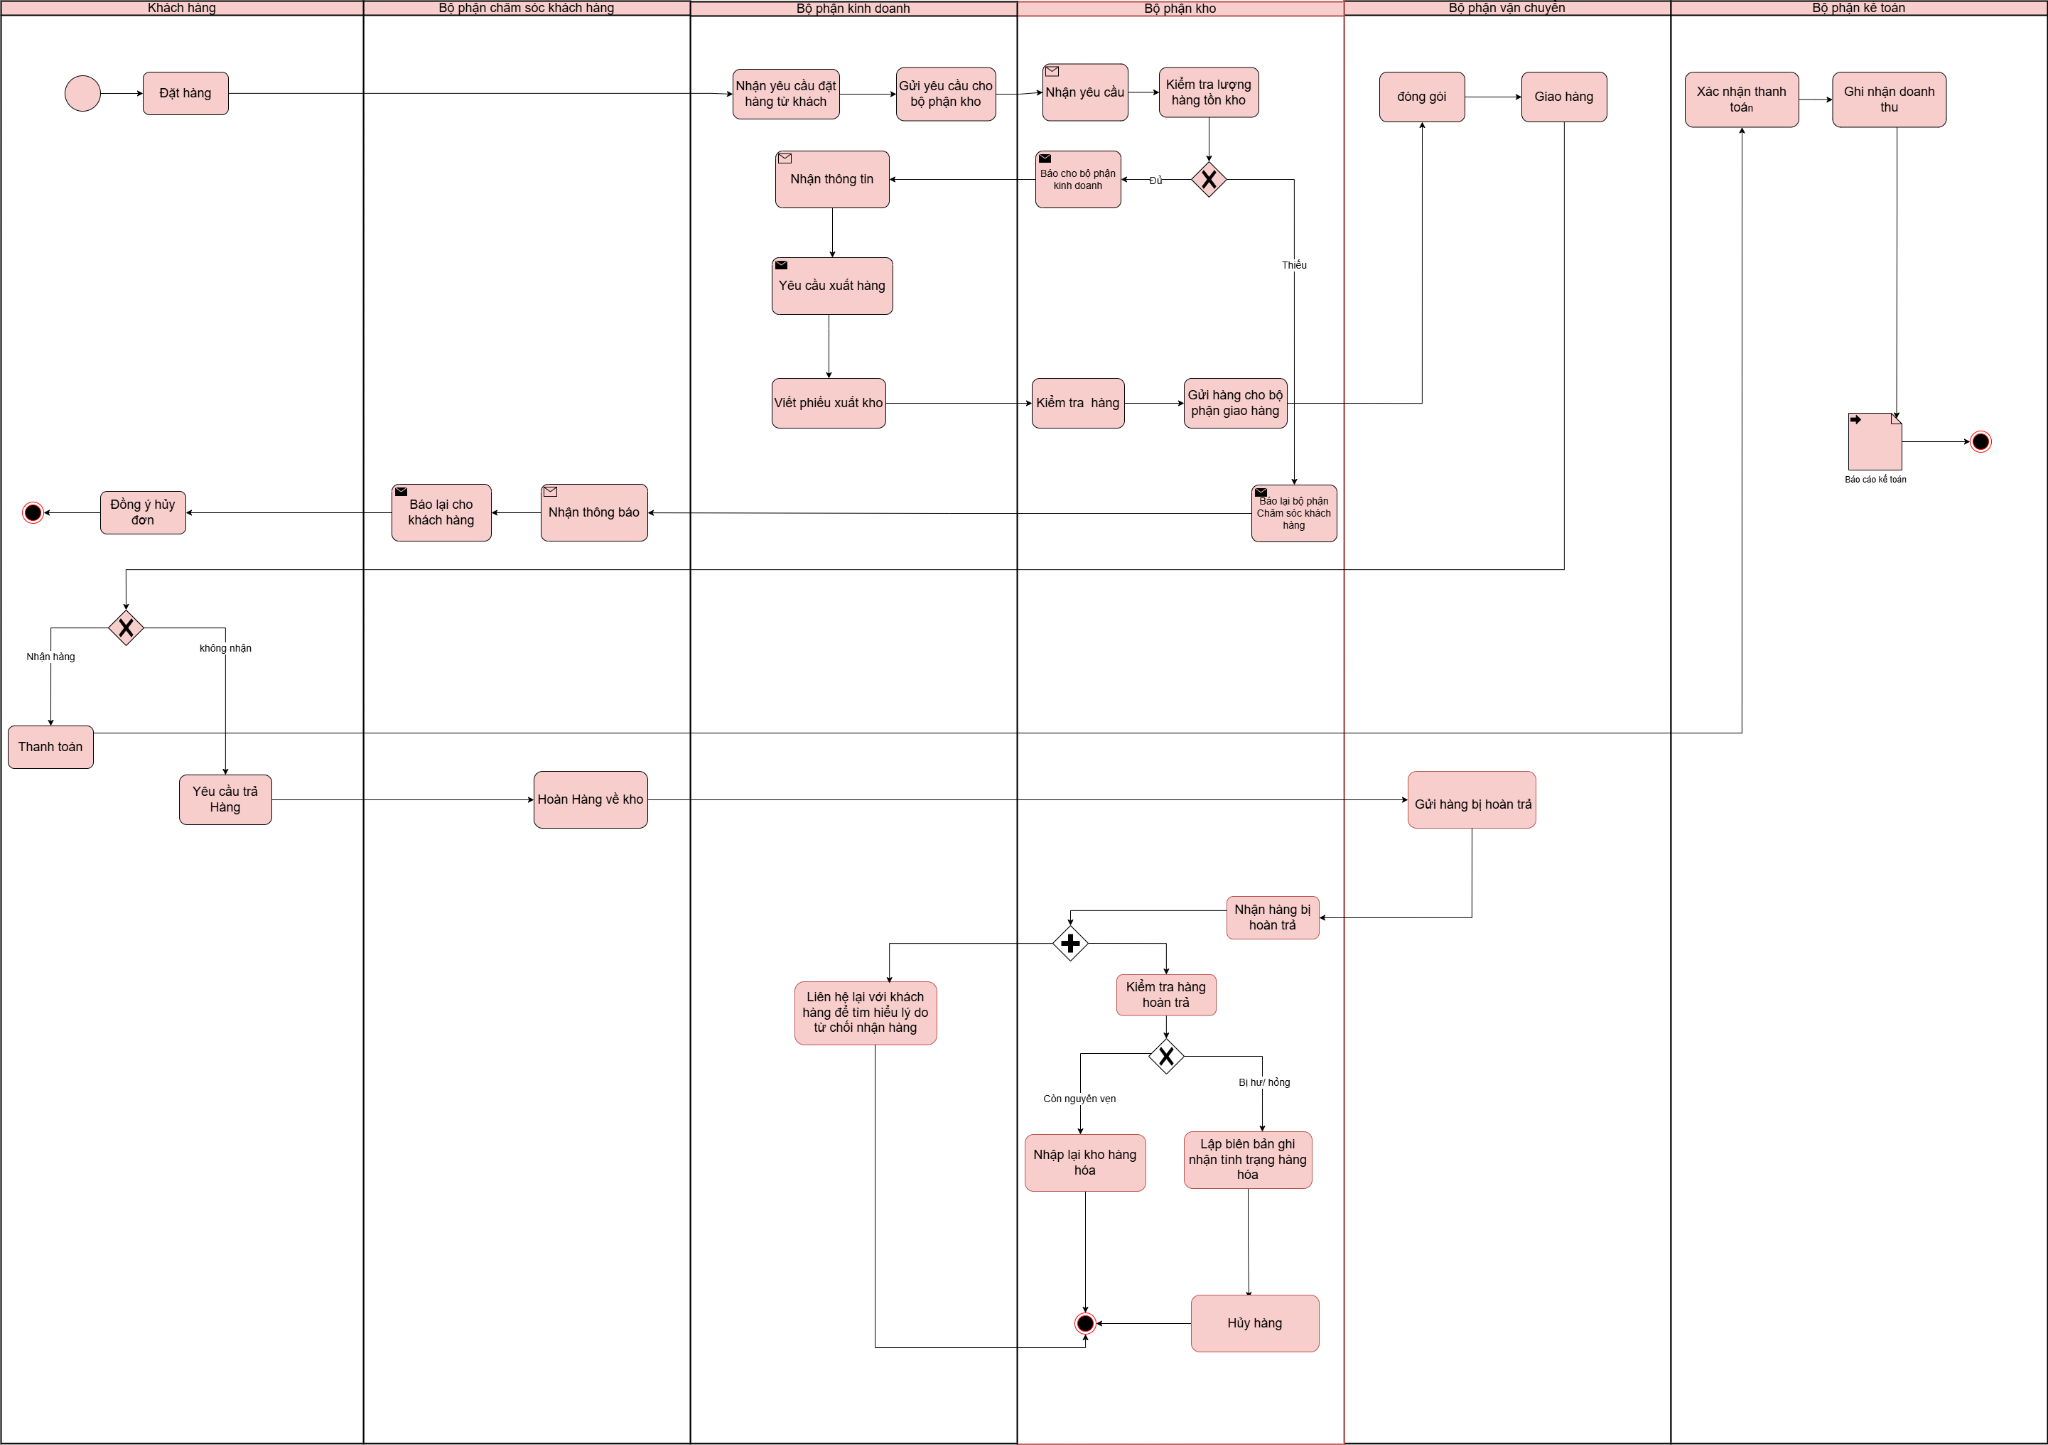 Khách hàng
Bộ phận chăm sóc khách hàng
Bộ phận kinh doanh
Bộ phận kho
Bộ phận vận chuyển
Bộ phận kế toán
Đặt hàng
Nhận yêu cầu đặt
hàng từ khách
Gửi yêu cầu cho
bộ phận kho
Nhận yêu cầu
Kiểm tra lượng
hàng tồn kho
đóng gói
Giao hàng
Xác nhận thanh
toán
Ghi nhận doanh
thu
Nhận thông tin
Báo cho bộ phận
kinh doanh
Đủ
Thiếu
Yêu cầu xuất hàng
Viết phiếu xuất kho
Kiểm tra  hàng
Gửi hàng cho bộ
phận giao hàng
Báo cáo kế toán
Đồng ý hủy
đơn
Báo lại cho
khách hàng
Nhận thông báo
Báo lại bộ phận
Chăm sóc khách
hàng
Nhận hàng
không nhận
Thanh toán
Yêu cầu trả
Hàng
Hoàn Hàng về kho
Gửi hàng bị hoàn trả
Nhận hàng bị
hoàn trả
Liên hệ lại với khách
hàng để tìm hiểu lý do
từ chối nhận hàng
Kiểm tra hàng
hoàn trả
Còn nguyên vẹn
Bị hư/ hỏng
Nhập lại kho hàng
hóa
Lập biên bản ghi
nhận tình trạng hàng
hóa
Hủy hàng